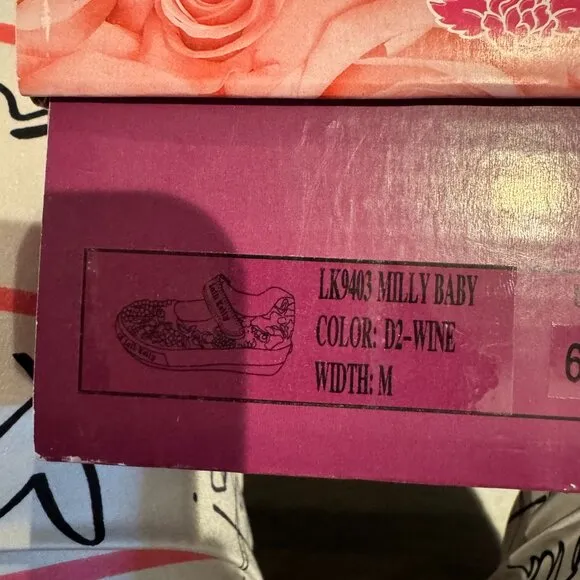 LK9403 MILLY BABY
COLOR: D2-WINE
WIDTH: M
6